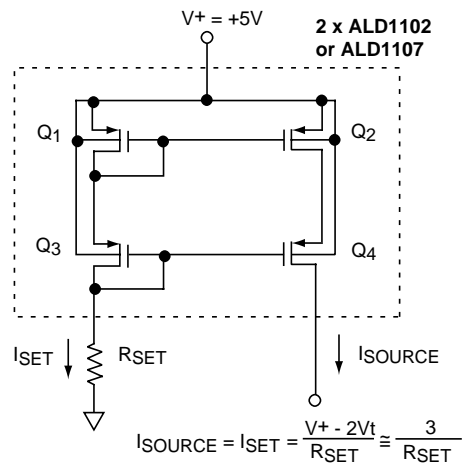 V+ = +5V
2 x ALD1102
or ALD1107
Q1
Q2
Q3
Q4
ISET
RSET
ISOURCE
ISOURCE = ISET = V+ - 2Vt / RSET ≅ 3 / RSET